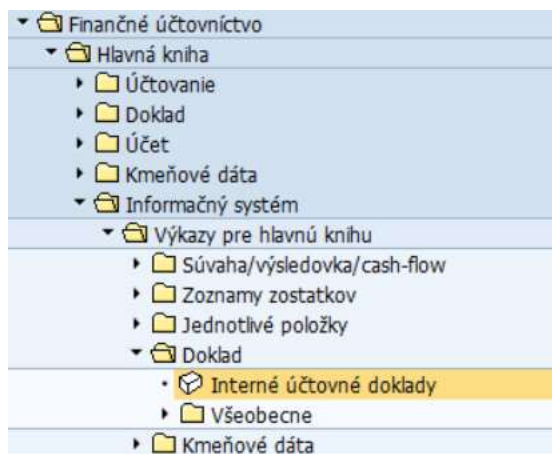 Finančné účtovníctvo
Hlavná kniha
Účtovanie
Doklad
Účet
Kmeňové dáta
Informačný systém
Výkazy pre hlavnú knihu
Súvaha/výsledovka/cash-flow
Zoznamy zostatkov
Jednotlivé položky
Doklad
Interné účtovné doklady
Všeobecne
Kmeňové dáta